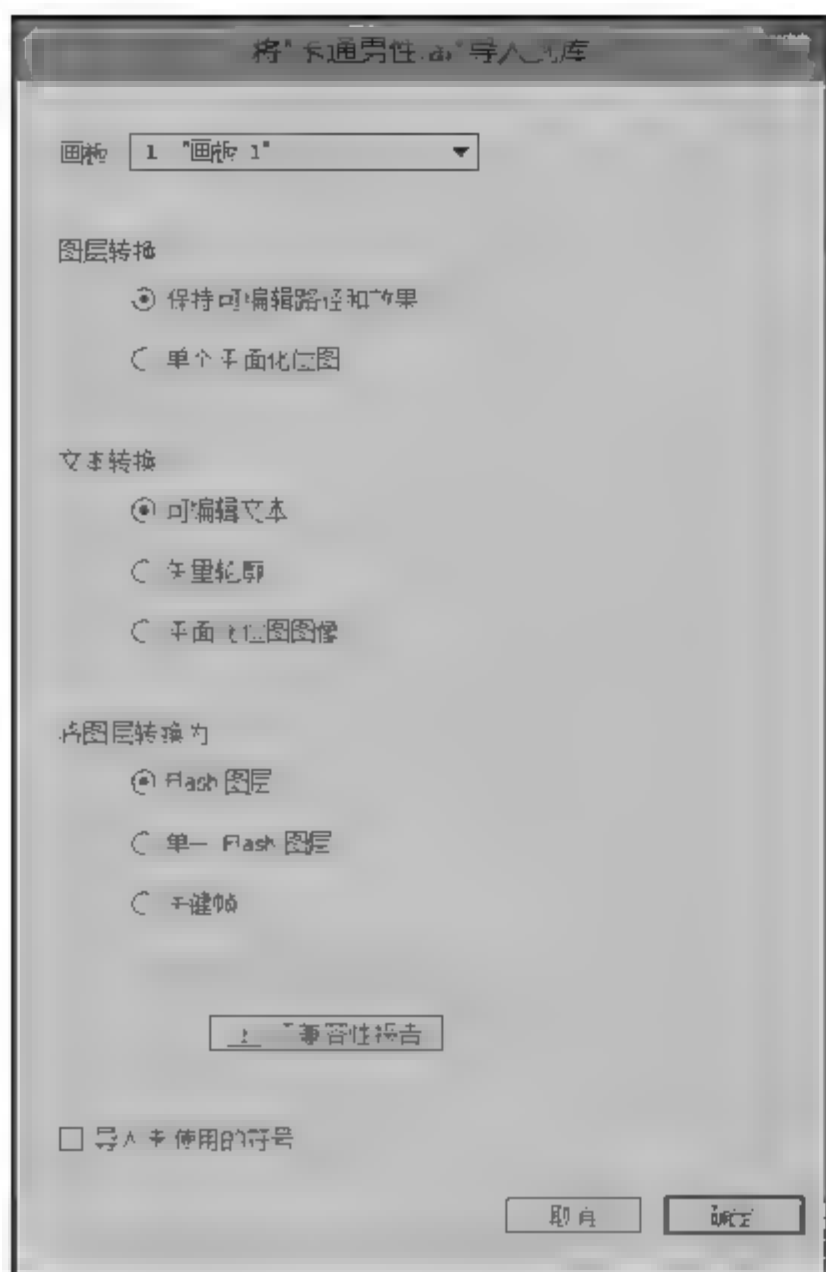 将"卡通男性.ai"导入到库
画板 1 "画板 1"
图层转换
保持可编辑路径和效果
单个平面化位图
文本转换
可编辑文本
矢量轮廓
平面化位图图像
将图层转换为
Flash 图层
单一 Flash 图层
关键帧
兼容性报告
导入未使用的符号
取消 确定